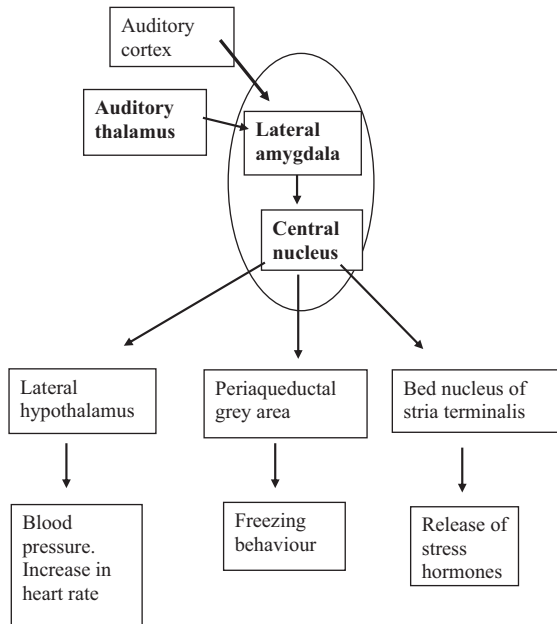 Auditory
cortex
Auditory
thalamus
Lateral
amygdala
Central
nucleus
Lateral
hypothalamus
Periaqueductal
grey area
Bed nucleus of
stria terminalis
Blood
pressure.
Increase in
heart rate
Freezing
behaviour
Release of
stress
hormones